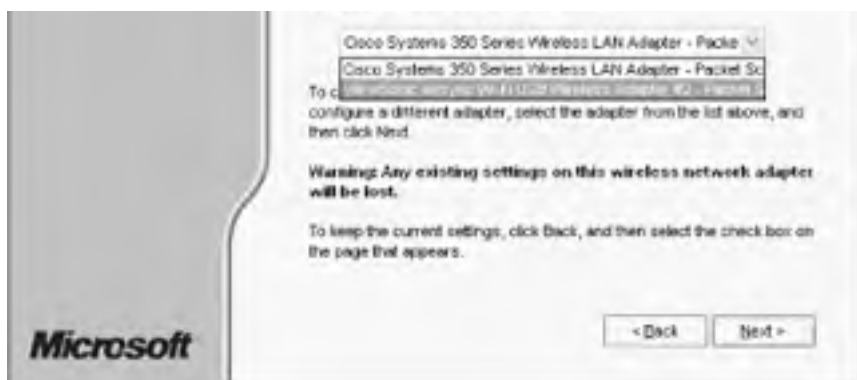 Cisco Systems 350 Series Wireless LAN Adapter - Packe
Cisco Systems 350 Series Wireless LAN Adapter - Packet Sc
To c
configure a different adapter, select the adapter from the list above, and
then click Next.
Warning: Any existing settings on this wireless network adapter
will be lost.
To keep the current settings, click Back, and then select the check box on
the page that appears.
Microsoft
< Back
Next >